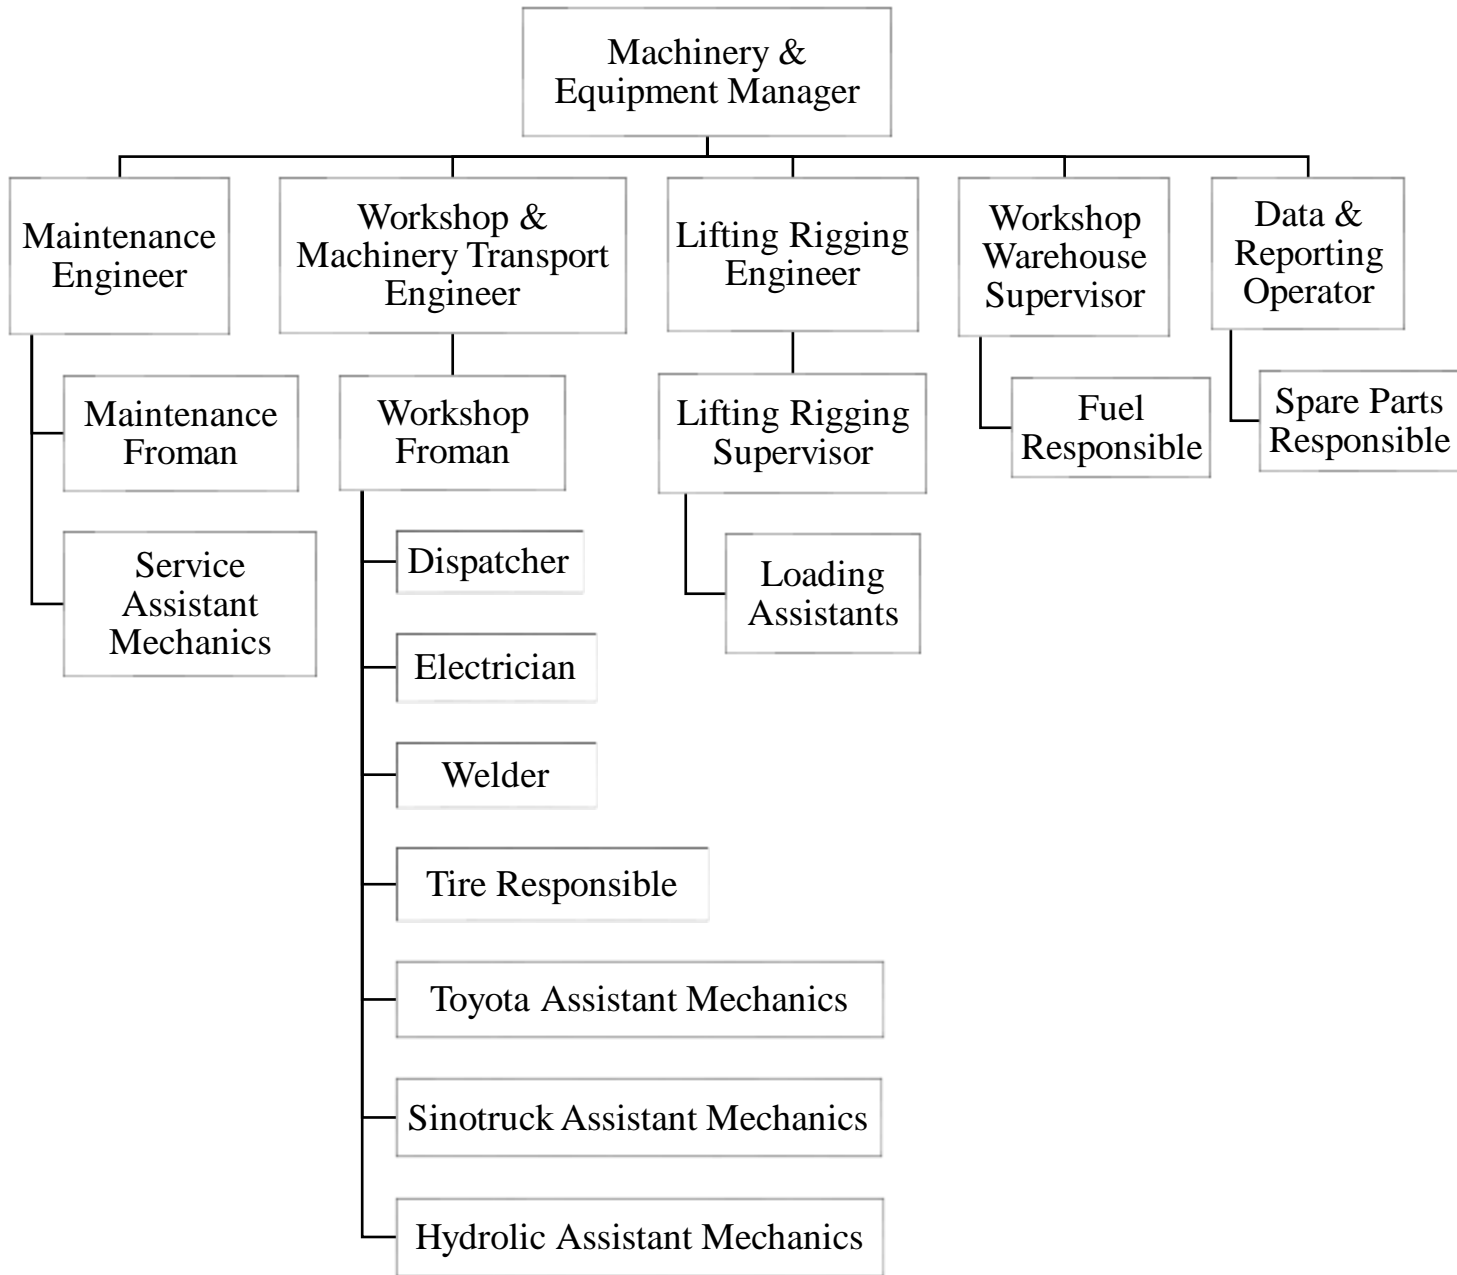 Machinery &
Equipment Manager
Maintenance
Engineer
Workshop &
Machinery Transport
Engineer
Lifting Rigging
Engineer
Workshop
Warehouse
Supervisor
Data &
Reporting
Operator
Maintenance
Froman
Service
Assistant
Mechanics
Workshop
Froman
Dispatcher
Electrician
Welder
Tire Responsible
Toyota Assistant Mechanics
Sinotruck Assistant Mechanics
Hydrolic Assistant Mechanics
Lifting Rigging
Supervisor
Loading
Assistants
Fuel
Responsible
Spare Parts
Responsible